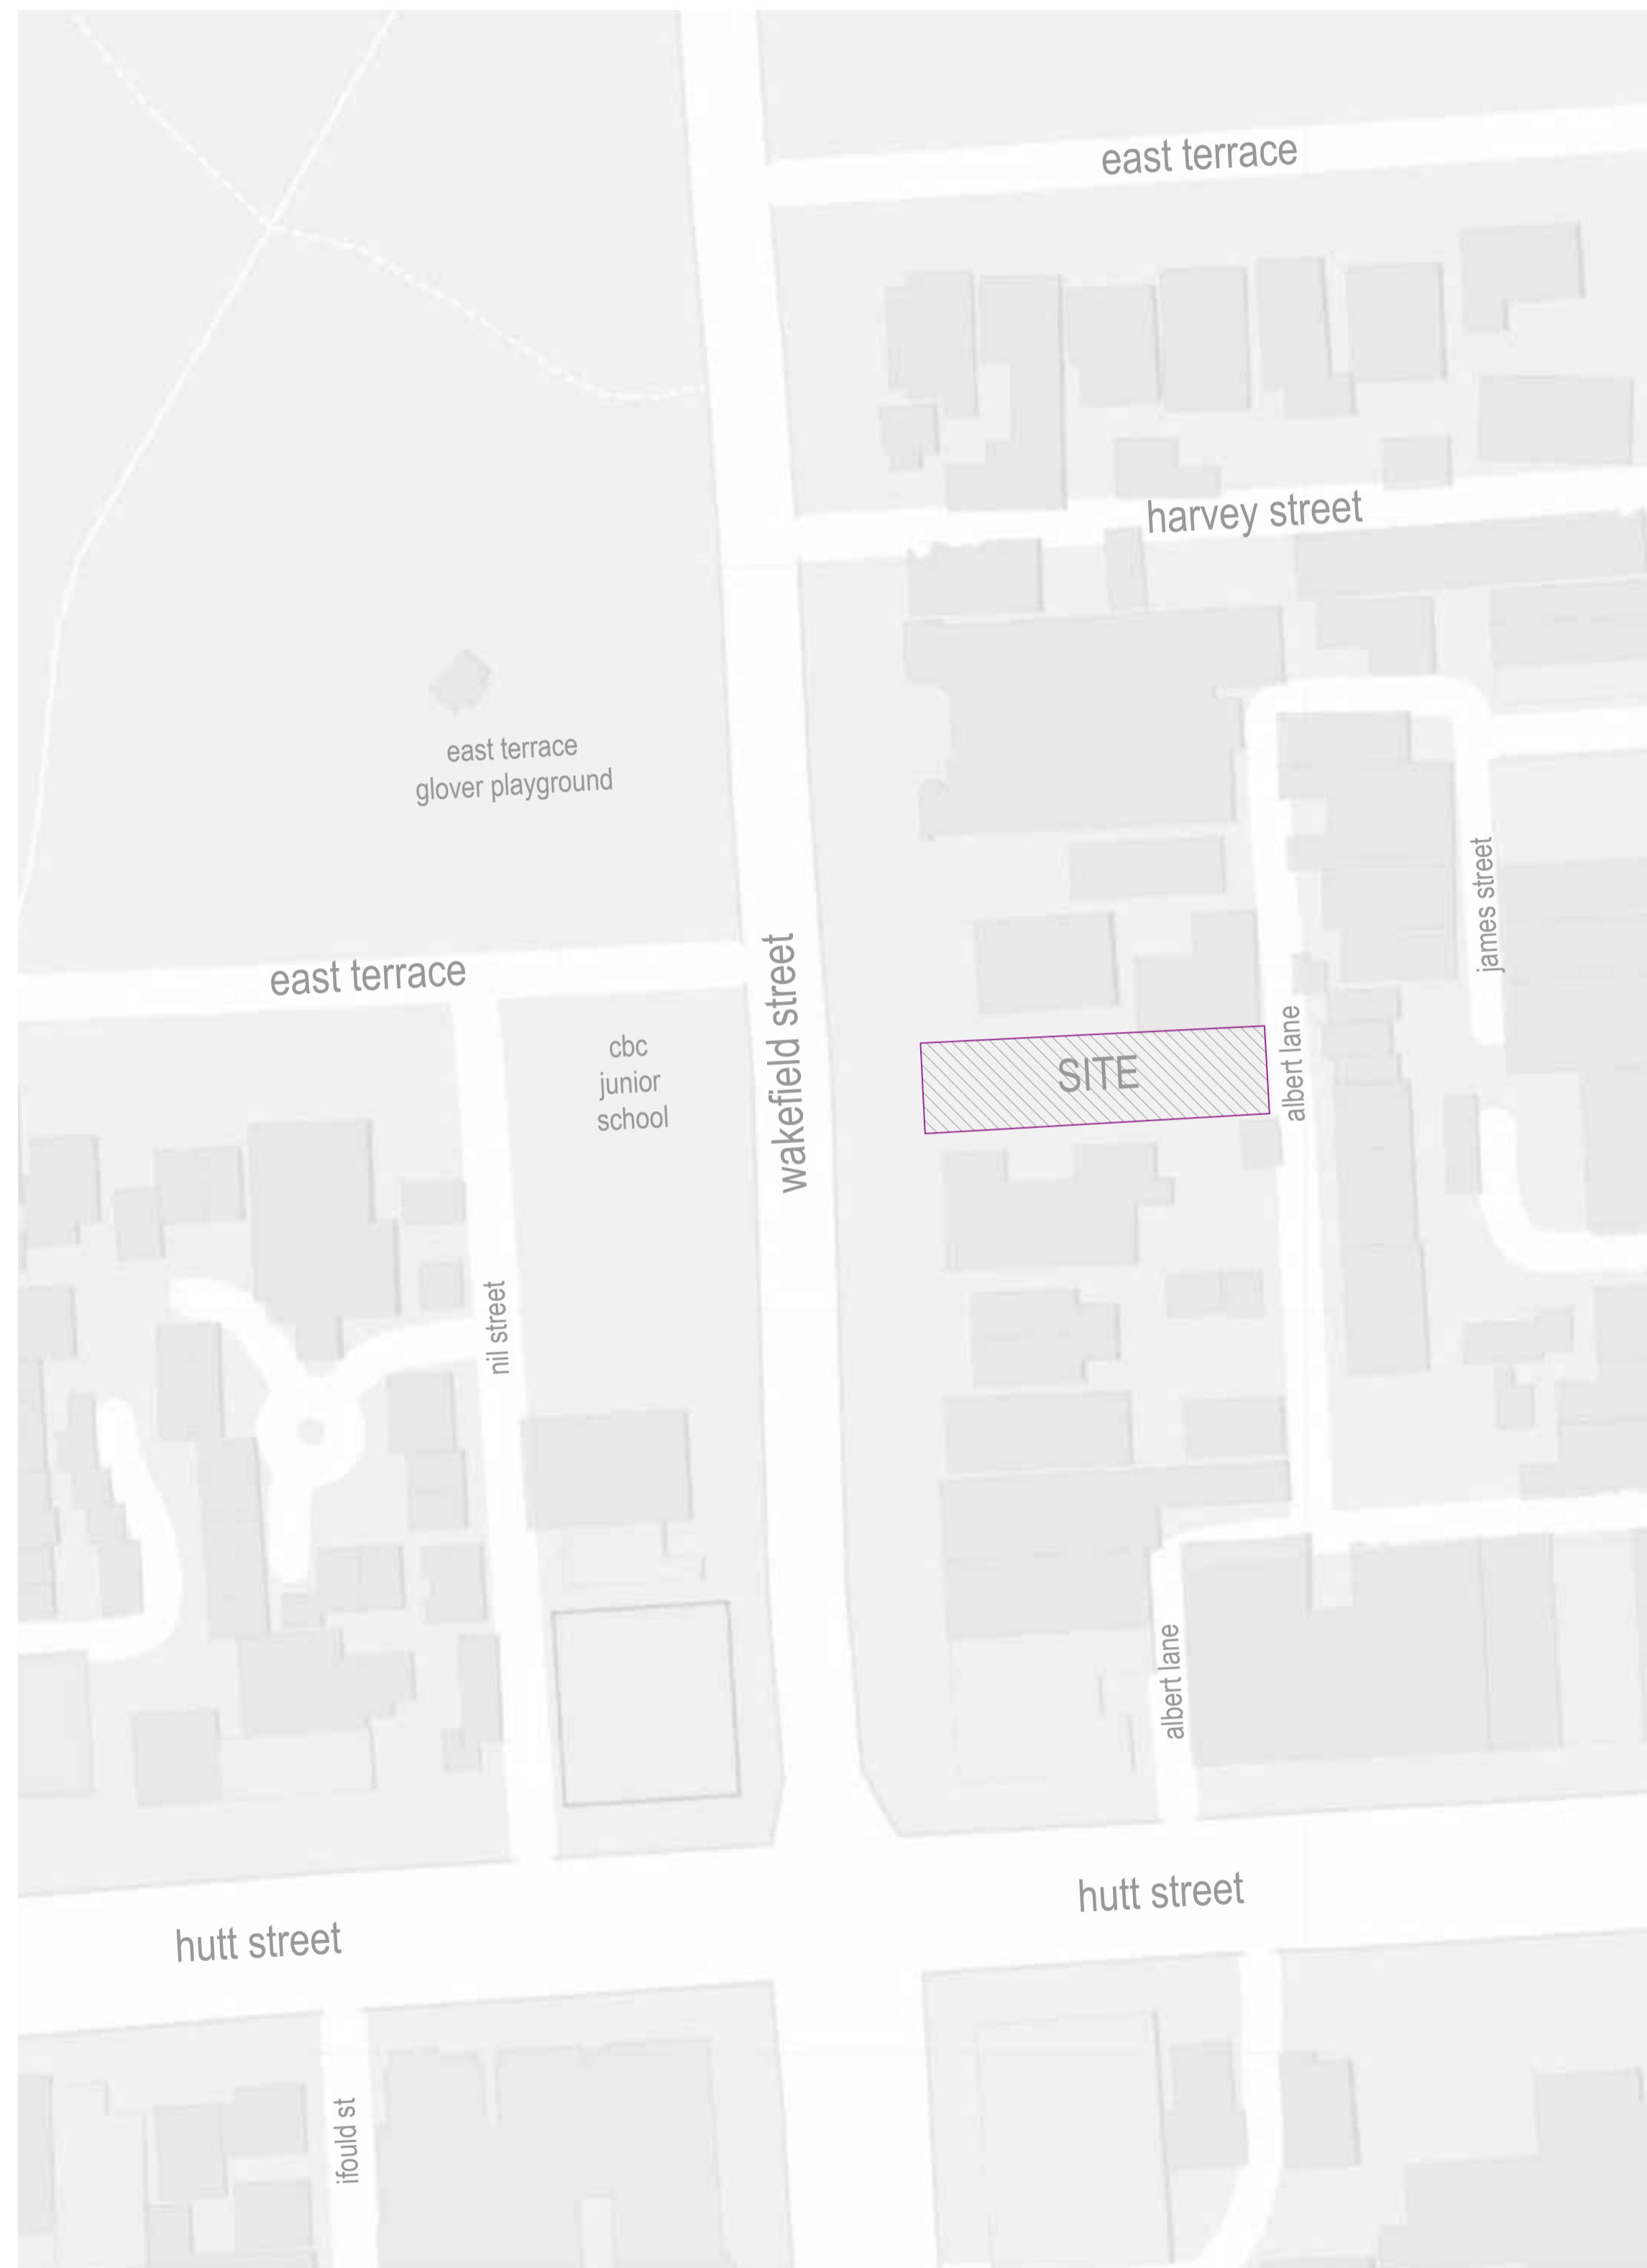 east terrace
harvey street
east terrace
glover playground
james street
wakefield street
east terrace
albert lane
cbc
junior
school
SITE
nil street
albert lane
hutt street
hutt street
ifould st